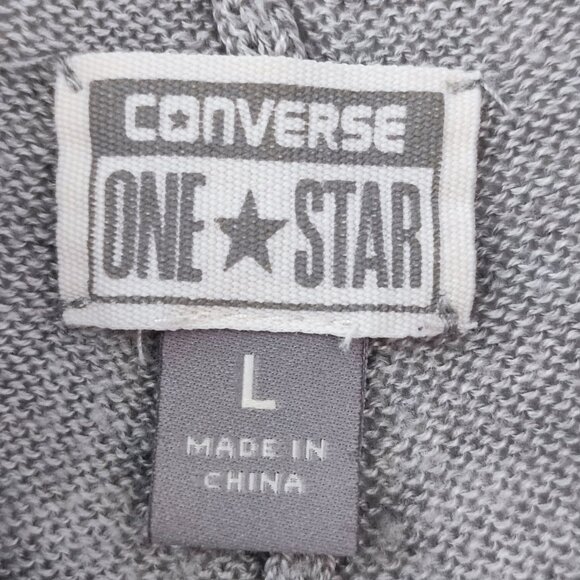 CONVERSE
ONE ★ STAR
L
MADE IN
CHINA